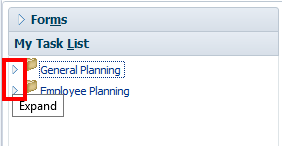 Forms
My Task List
General Planning
Employee Planning
Expand